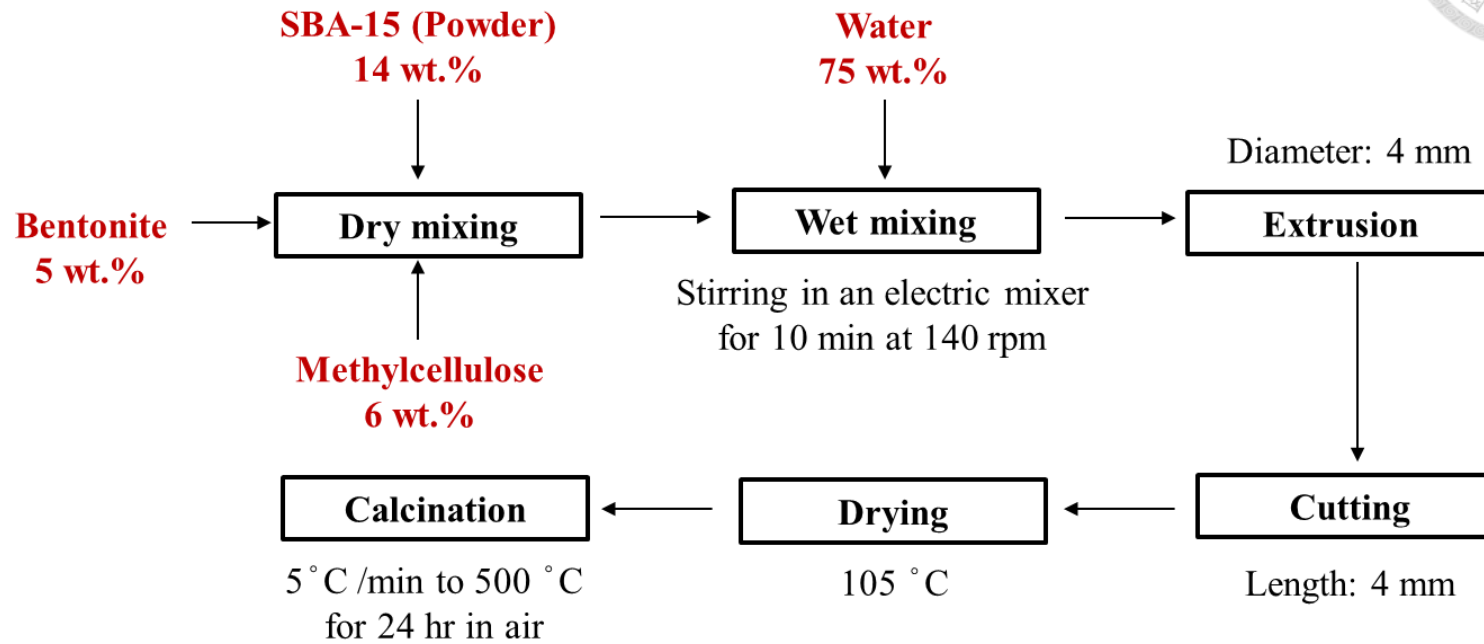 SBA-15 (Powder)
14 wt.%
Water
75 wt.%
Diameter: 4 mm
Bentonite
5 wt.%
Dry mixing
Wet mixing
Extrusion
Stirring in an electric mixer
for 10 min at 140 rpm
Methylcellulose
6 wt.%
Calcination
Drying
Cutting
5˚C /min to 500 ˚C
for 24 hr in air
105 ˚C
Length: 4 mm